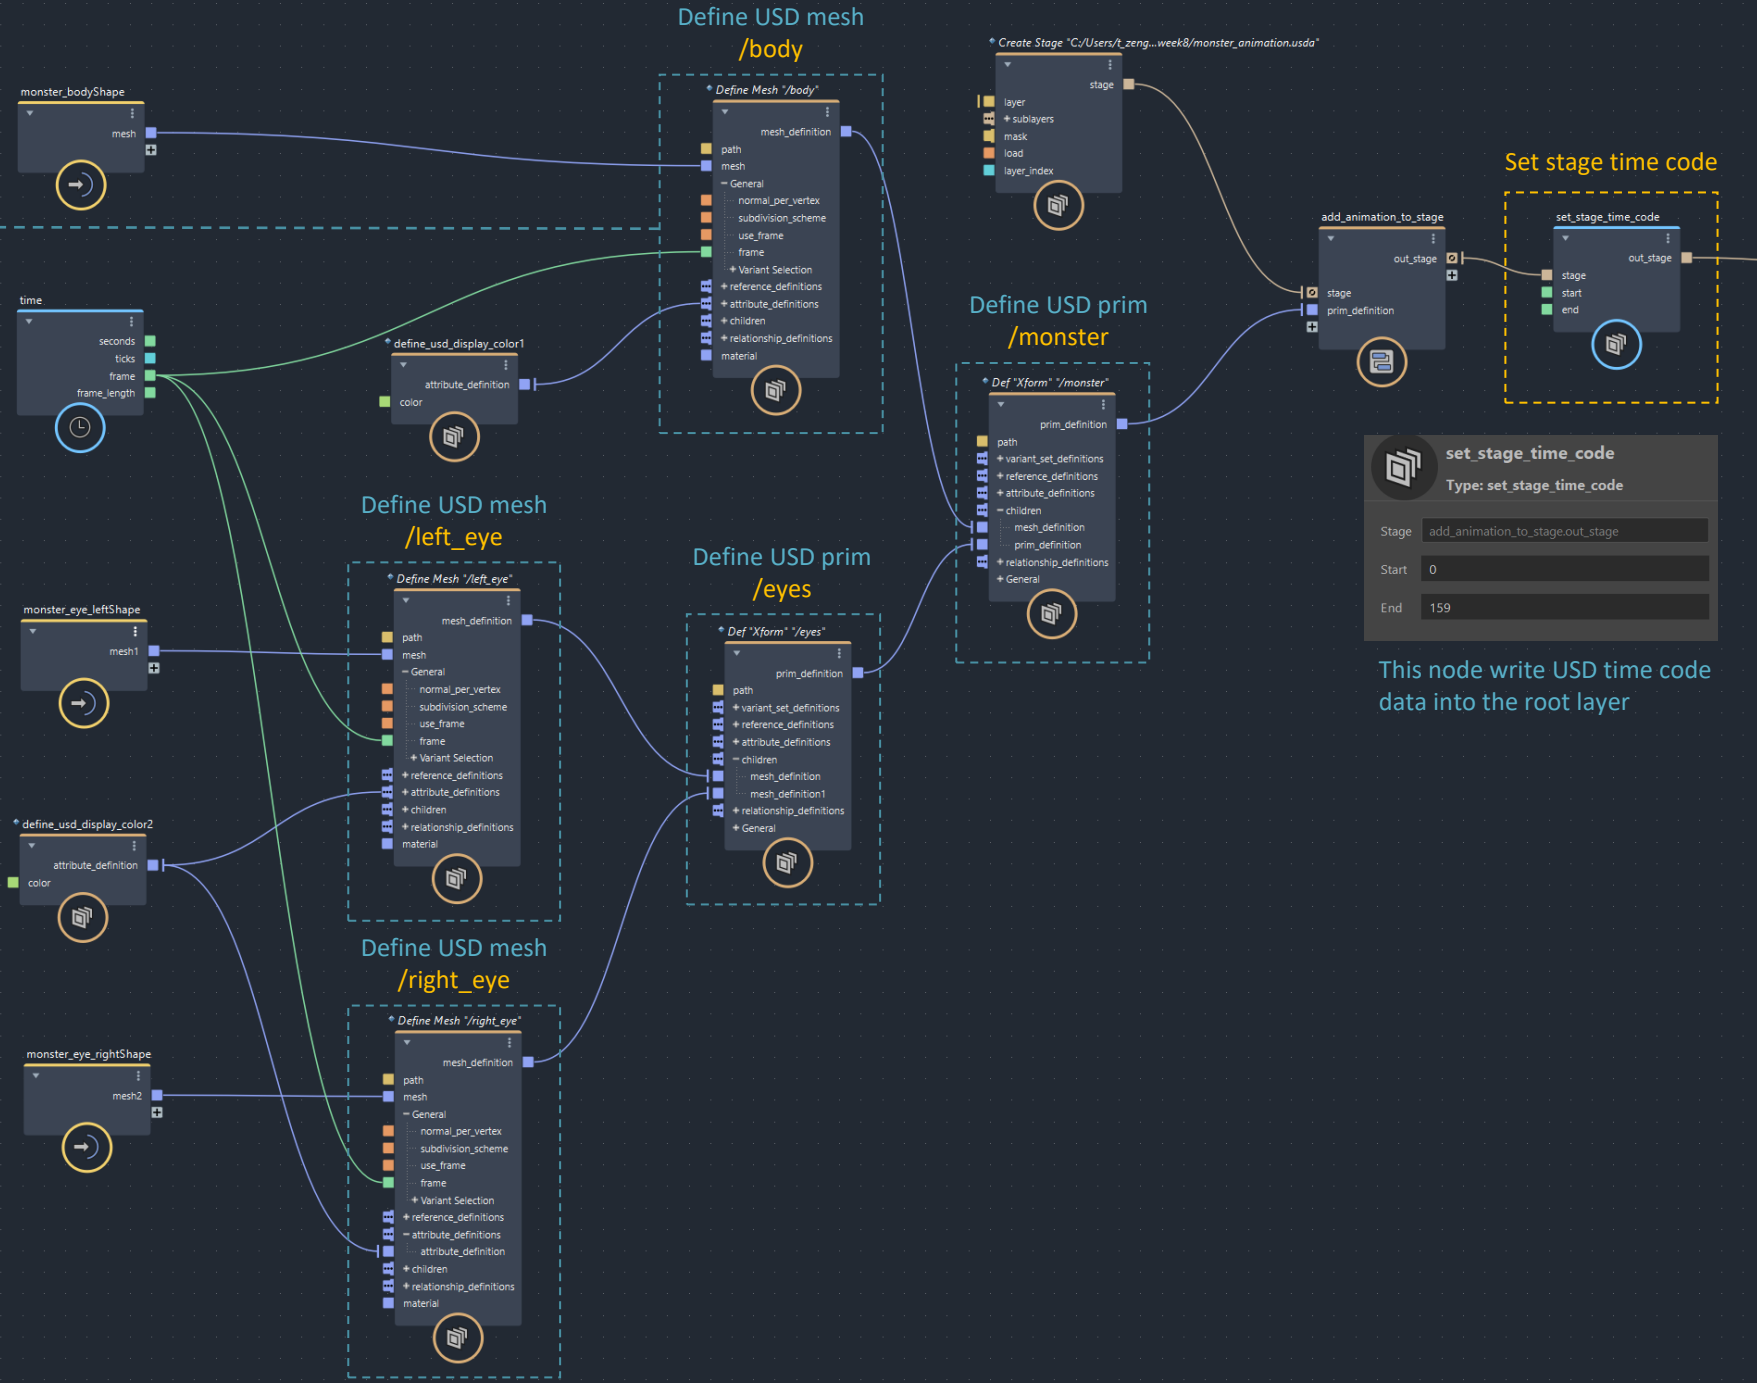 Define USD mesh
/body
Create Stage "C:/Users/t_zeng...week8/monster_animation.usda"
stage
layer
sublayers
mask
load
layer_index
monster_bodyShape
mesh
Define Mesh "/body"
mesh_definition
path
mesh
General
normal_per_vertex
subdivision_scheme
use_frame
frame
Variant Selection
reference_definitions
attribute_definitions
children
relationship_definitions
material
Set stage time code
add_animation_to_stage
out_stage
stage
prim_definition
set_stage_time_code
out_stage
stage
start
end
time
seconds
ticks
frame
frame_length
define_usd_display_color1
attribute_definition
color
Define USD prim
/monster
Def "Xform" "/monster"
prim_definition
path
variant_set_definitions
reference_definitions
attribute_definitions
children
mesh_definition
prim_definition
relationship_definitions
General
set_stage_time_code
Type: set_stage_time_code
Stage add_animation_to_stage.out_stage
Start 0
End 159
This node write USD time code
data into the root layer
Define USD mesh
/left_eye
Define Mesh "/left_eye"
mesh_definition
path
mesh
General
normal_per_vertex
subdivision_scheme
use_frame
frame
Variant Selection
reference_definitions
attribute_definitions
children
relationship_definitions
material
monster_eye_leftShape
mesh1
Define USD prim
/eyes
Def "Xform" "/eyes"
prim_definition
path
variant_set_definitions
reference_definitions
attribute_definitions
children
mesh_definition
mesh_definition1
relationship_definitions
General
define_usd_display_color2
attribute_definition
color
Define USD mesh
/right_eye
Define Mesh "/right_eye"
mesh_definition
path
mesh
General
normal_per_vertex
subdivision_scheme
use_frame
frame
Variant Selection
reference_definitions
attribute_definitions
attribute_definition
children
relationship_definitions
material
monster_eye_rightShape
mesh2